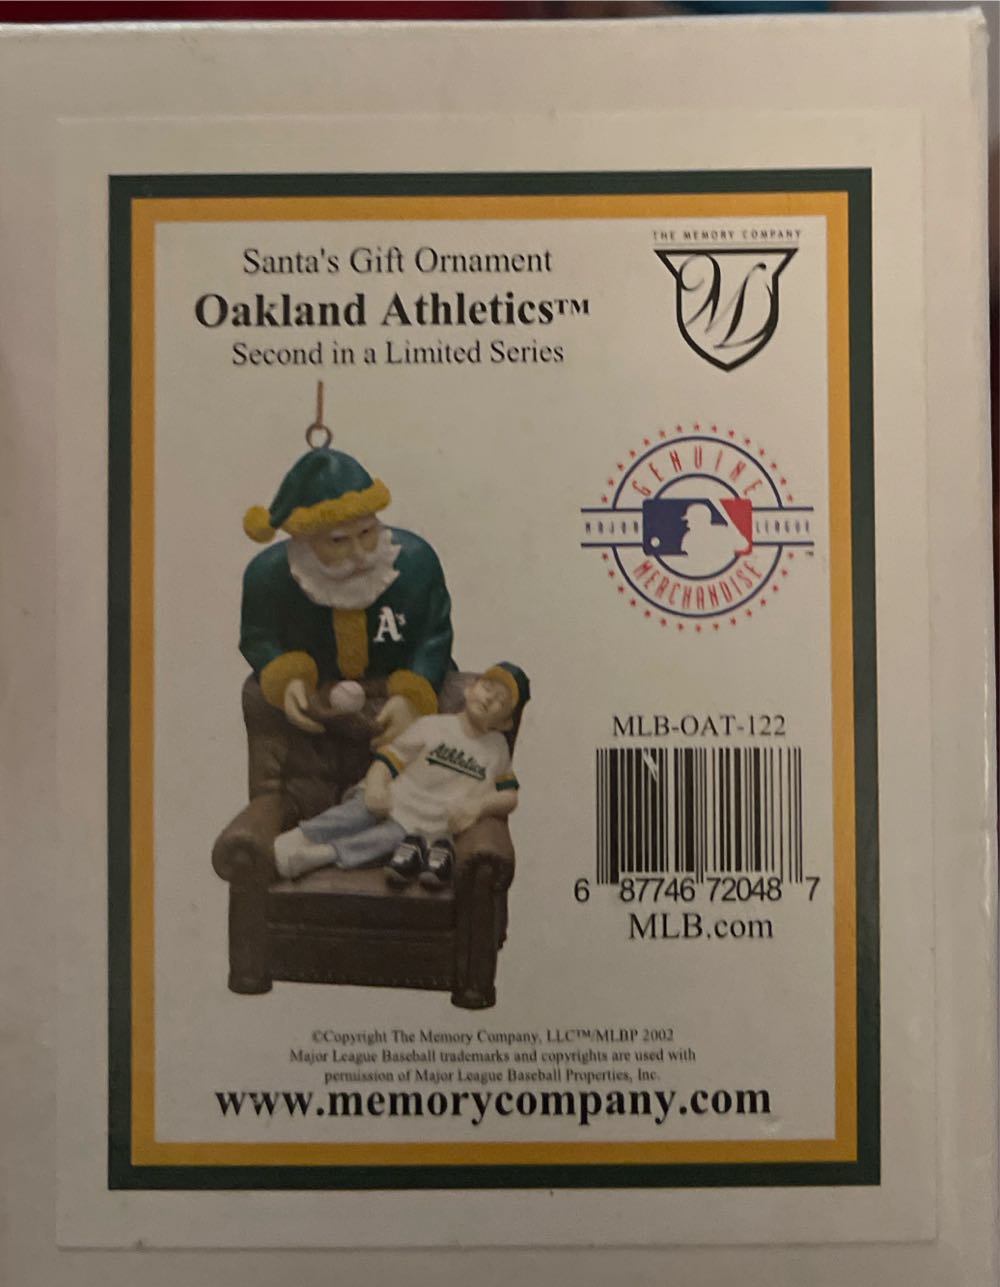 Santa's Gift Ornament
Oakland Athletics™
Second in a Limited Series
THE MEMORY COMPANY
M
GENUINE
MAJOR LEAGUE
MERCHANDISE
™
A's
Athletics
MLB-OAT-122
6 87746 72048 7
MLB.com
©Copyright The Memory Company, LLC™/MLBP 2002
Major League Baseball trademarks and copyrights are used with
permission of Major League Baseball Properties, Inc.
www.memorycompany.com